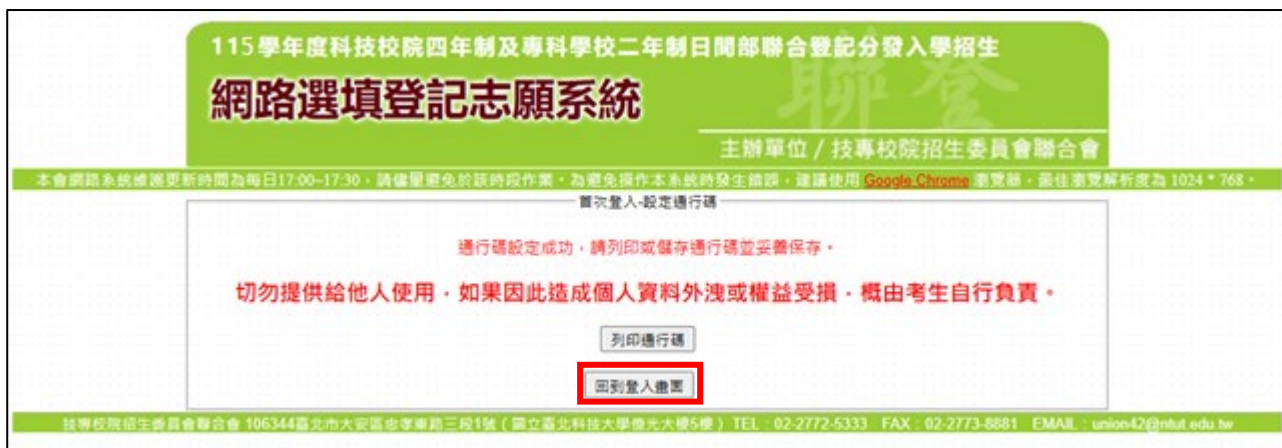 115學年度科技校院四年制及專科學校二年制日間部聯合登記分發入學招生
聯登
網路選填登記志願系統
主辦單位 / 技專校院招生委員會聯合會
本會網路系統維護更新時間為每日17:00~17:30，請儘量避免於該時段作業。為避免操作本系統時發生錯誤，建議使用 Google Chrome 瀏覽器，最佳瀏覽解析度為 1024 * 768。
首次登入-設定通行碼
通行碼設定成功，請列印或儲存通行碼並妥善保存。
切勿提供給他人使用，如果因此造成個人資料外洩或權益受損，概由考生自行負責。
列印通行碼
回到登入畫面
技專校院招生委員會聯合會 106344臺北市大安區忠孝東路三段1號（國立臺北科技大學億光大樓5樓） TEL：02-2772-5333 FAX：02-2773-8881 EMAIL：union42@ntut.edu.tw